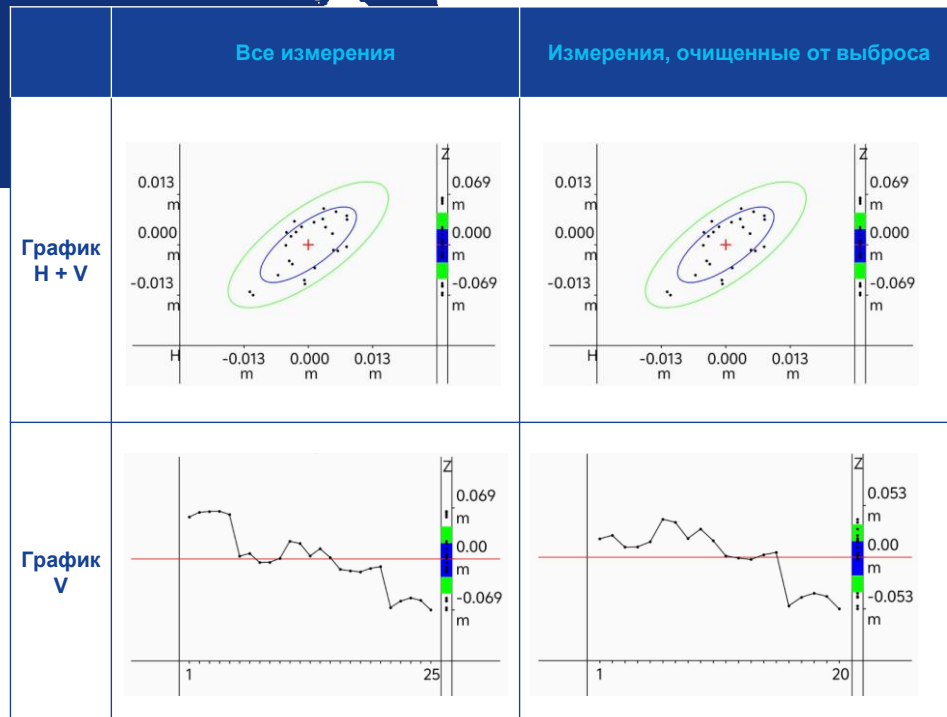 Все измерения
Измерения, очищенные от выброса
График
H + V
Z
0.013
m
0.000
m
-0.013
m
0.069
m
0.000
m
-0.069
m
H
-0.013
m
0.000
m
0.013
m
Z
0.013
m
0.000
m
-0.013
m
0.069
m
0.000
m
-0.069
m
H
-0.013
m
0.000
m
0.013
m
График
V
Z
0.069
m
0.00
m
-0.069
m
1
25
Z
0.053
m
0.00
m
-0.053
m
1
20